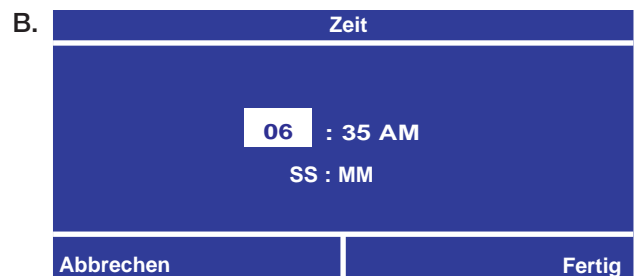 B.
Zeit
06 : 35 AM
SS : MM
Abbrechen Fertig